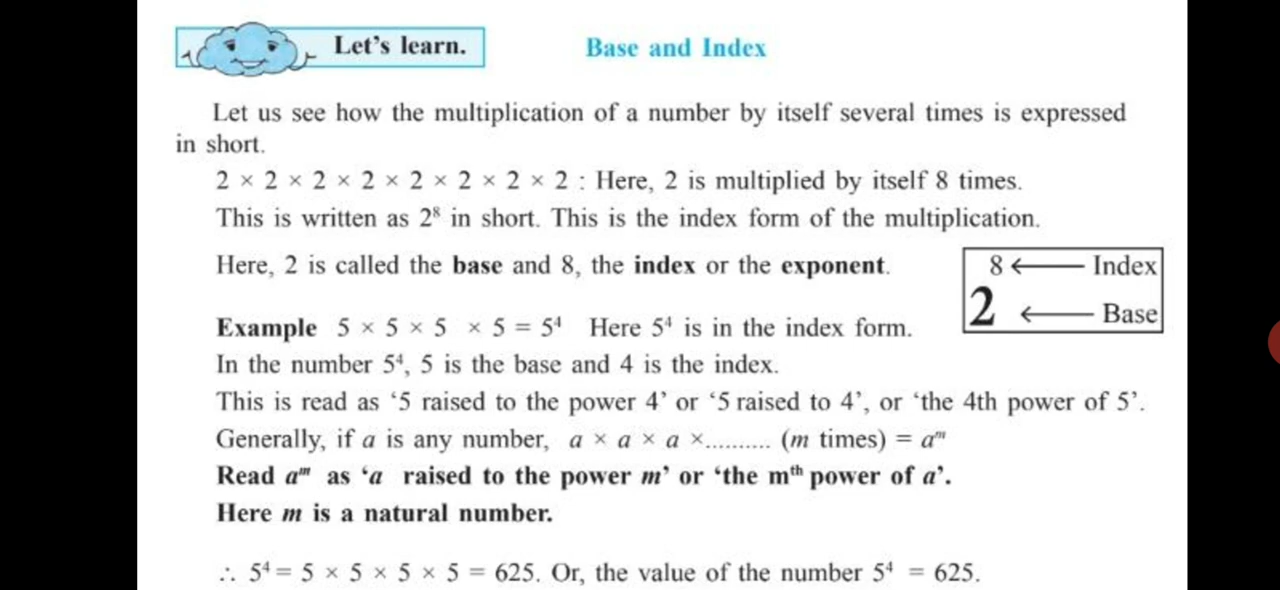 Let's learn.
Base and Index
Let us see how the multiplication of a number by itself several times is expressed
in short.
2 × 2 × 2 × 2 × 2 × 2 × 2 × 2 : Here, 2 is multiplied by itself 8 times.
This is written as 2⁸ in short. This is the index form of the multiplication.
Here, 2 is called the base and 8, the index or the exponent.
8 ← Index
2 ← Base
Example 5 × 5 × 5 × 5 = 5⁴ Here 5⁴ is in the index form.
In the number 5⁴, 5 is the base and 4 is the index.
This is read as ‘5 raised to the power 4’ or ‘5 raised to 4’, or ‘the 4th power of 5’.
Generally, if a is any number, a × a × a ×.......... (m times) = aᵐ
Read aᵐ as ‘a raised to the power m’ or ‘the mᵗʰ power of a’.
Here m is a natural number.
∴ 5⁴ = 5 × 5 × 5 × 5 = 625. Or, the value of the number 5⁴ = 625.